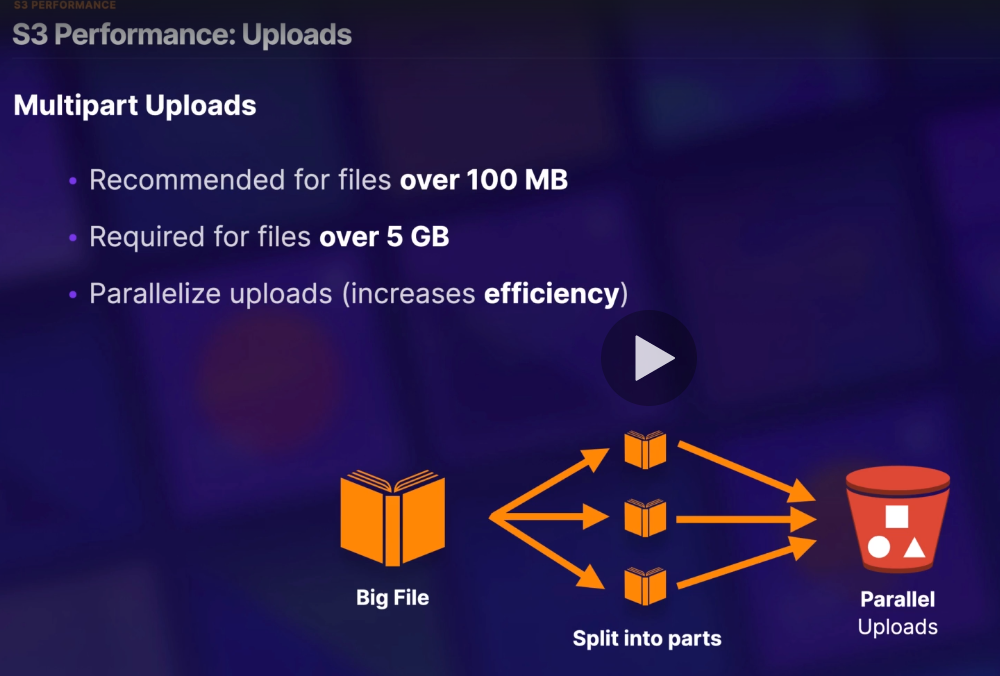 S3 PERFORMANCE
S3 Performance: Uploads
Multipart Uploads
• Recommended for files over 100 MB
• Required for files over 5 GB
• Parallelize uploads (increases efficiency)
Big File
Split into parts
Parallel
Uploads